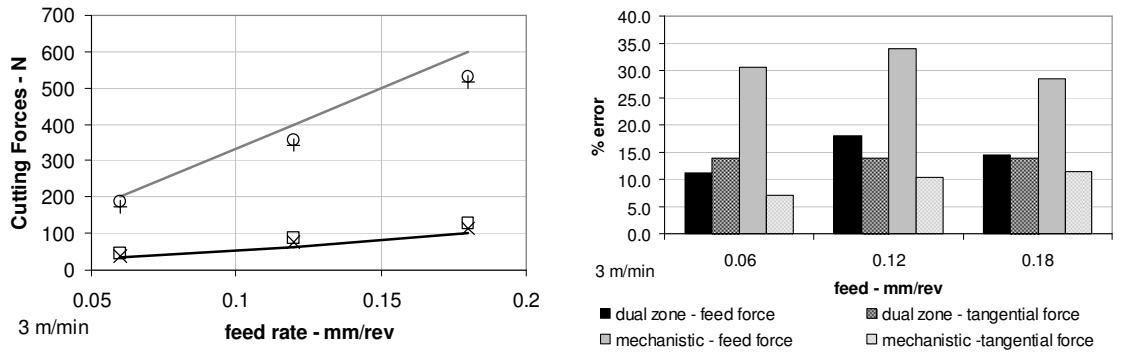 Cutting Forces - N
700
600
500
400
300
200
100
0
0.05 0.1 0.15 0.2
3 m/min
feed rate - mm/rev
% error
40.0
35.0
30.0
25.0
20.0
15.0
10.0
5.0
0.0
0.06 0.12 0.18
3 m/min
feed - mm/rev
dual zone - feed force
dual zone - tangential force
mechanistic - feed force
mechanistic -tangential force